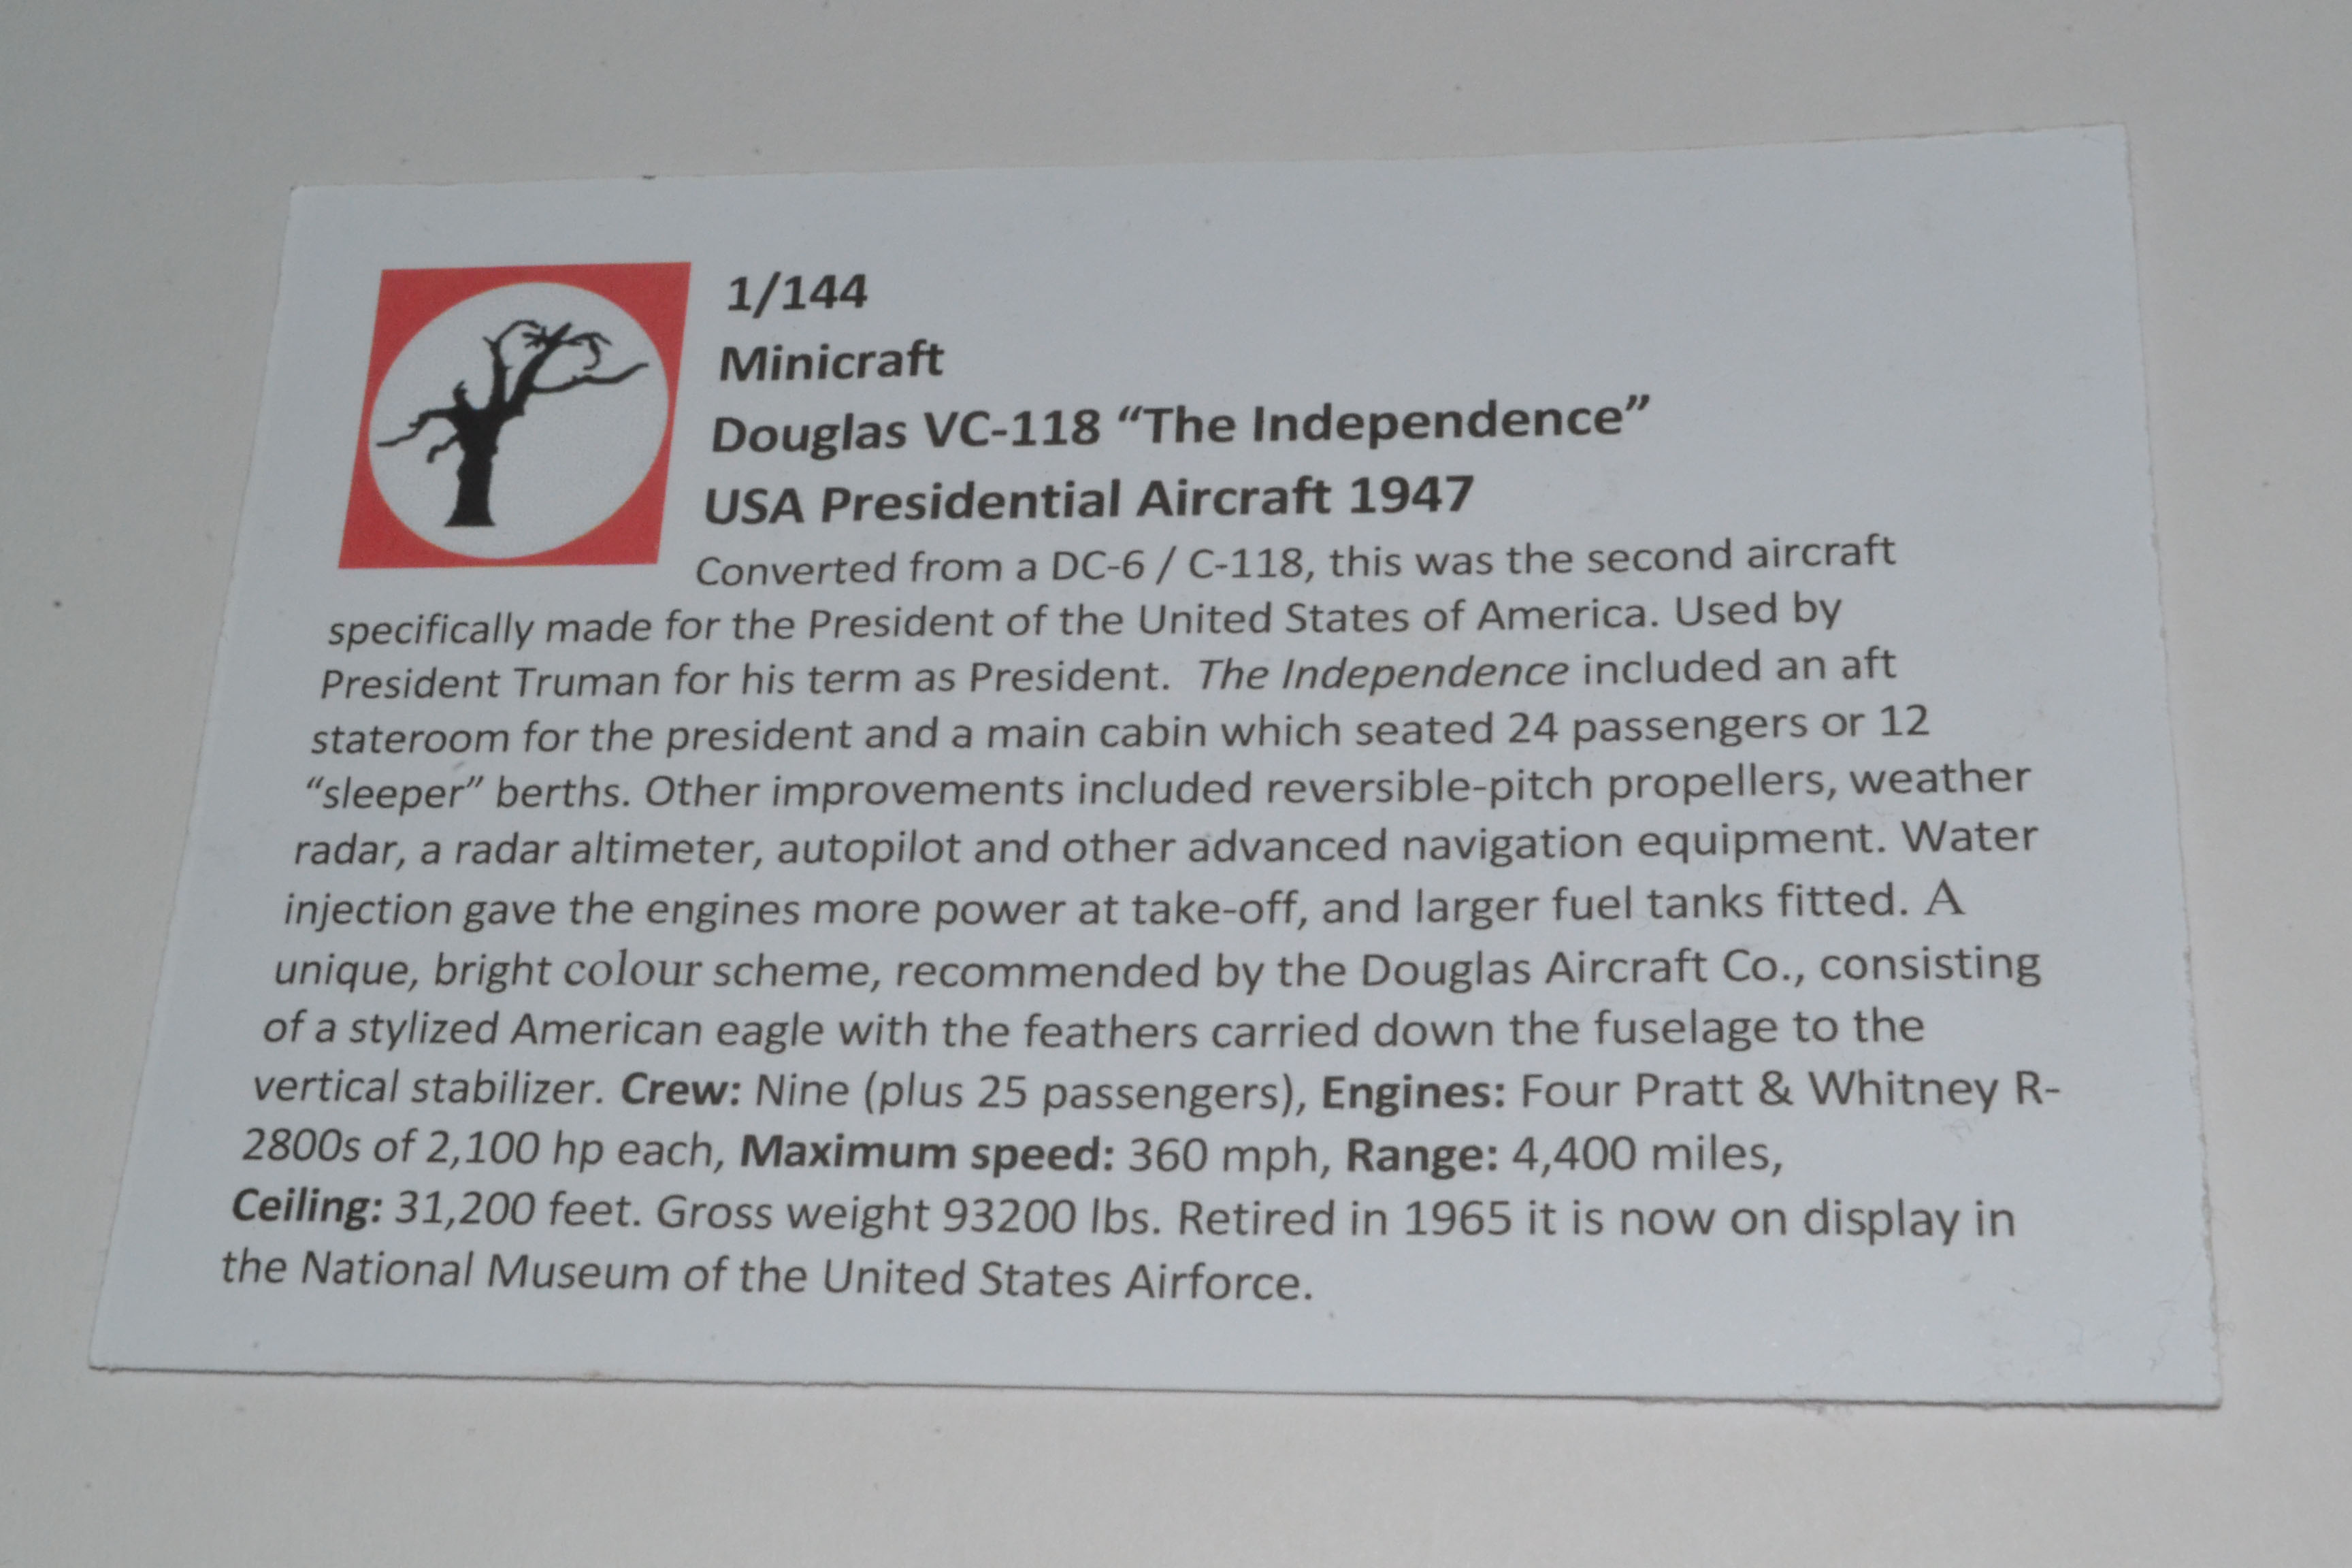 1/144
Minicraft
Douglas VC-118 “The Independence”
USA Presidential Aircraft 1947
Converted from a DC-6 / C-118, this was the second aircraft
specifically made for the President of the United States of America. Used by
President Truman for his term as President. The Independence included an aft
stateroom for the president and a main cabin which seated 24 passengers or 12
“sleeper” berths. Other improvements included reversible-pitch propellers, weather
radar, a radar altimeter, autopilot and other advanced navigation equipment. Water
injection gave the engines more power at take-off, and larger fuel tanks fitted. A
unique, bright colour scheme, recommended by the Douglas Aircraft Co., consisting
of a stylized American eagle with the feathers carried down the fuselage to the
vertical stabilizer. Crew: Nine (plus 25 passengers), Engines: Four Pratt & Whitney R-
2800s of 2,100 hp each, Maximum speed: 360 mph, Range: 4,400 miles,
Ceiling: 31,200 feet. Gross weight 93200 lbs. Retired in 1965 it is now on display in
the National Museum of the United States Airforce.